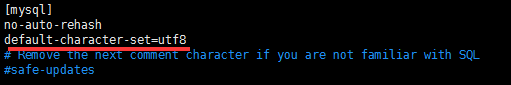 [mysql]
no-auto-rehash
default-character-set=utf8
# Remove the next comment character if you are not familiar with SQL
#safe-updates